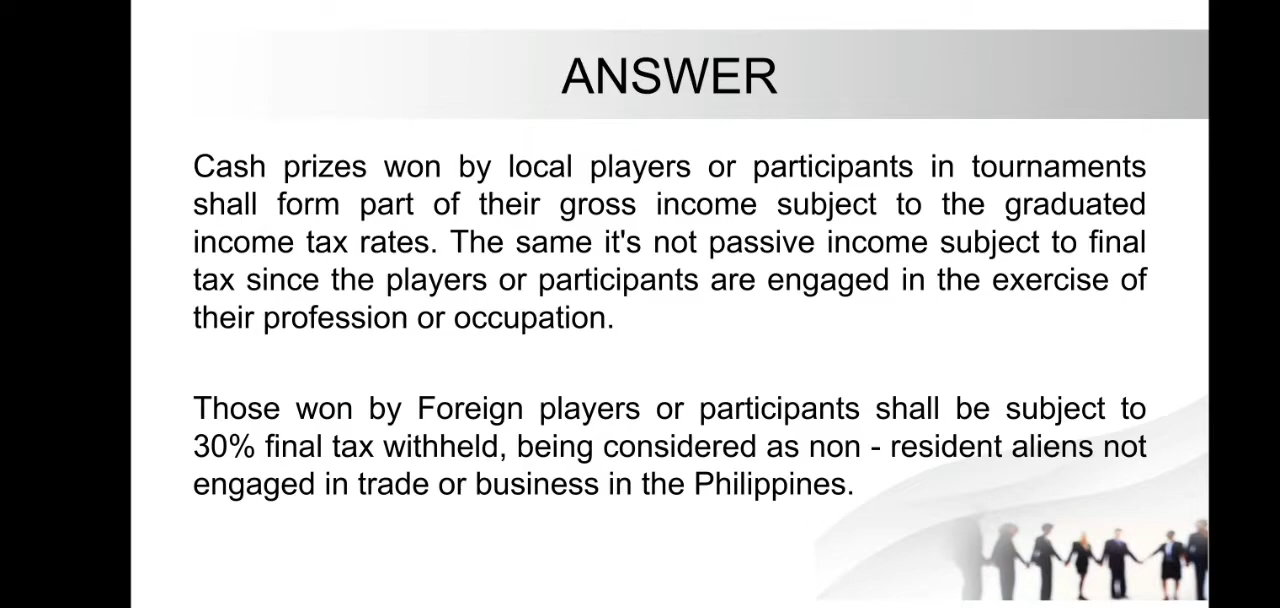 ANSWER
Cash prizes won by local players or participants in tournaments
shall form part of their gross income subject to the graduated
income tax rates. The same it's not passive income subject to final
tax since the players or participants are engaged in the exercise of
their profession or occupation.
Those won by Foreign players or participants shall be subject to
30% final tax withheld, being considered as non - resident aliens not
engaged in trade or business in the Philippines.